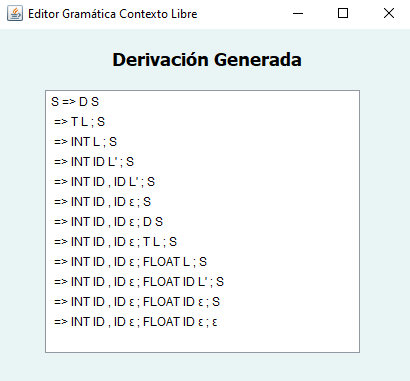 Editor Gramática Contexto Libre
Derivación Generada
S => D S
=> T L ; S
=> INT L ; S
=> INT ID L' ; S
=> INT ID , ID L' ; S
=> INT ID , ID ε ; S
=> INT ID , ID ε ; D S
=> INT ID , ID ε ; T L ; S
=> INT ID , ID ε ; FLOAT L ; S
=> INT ID , ID ε ; FLOAT ID L' ; S
=> INT ID , ID ε ; FLOAT ID ε ; S
=> INT ID , ID ε ; FLOAT ID ε ; ε